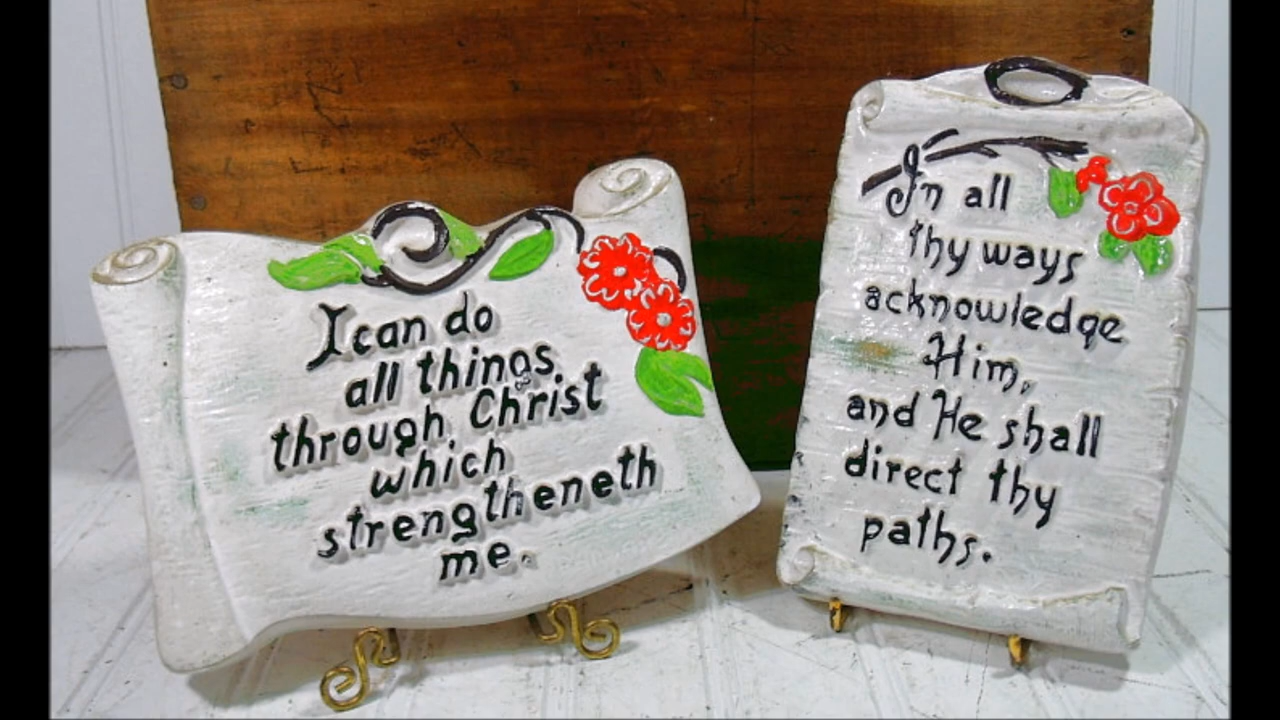 I can do
all things
through Christ
which
strengtheneth
me.
In all
thy ways
acknowledge
Him,
and He shall
direct thy
paths.